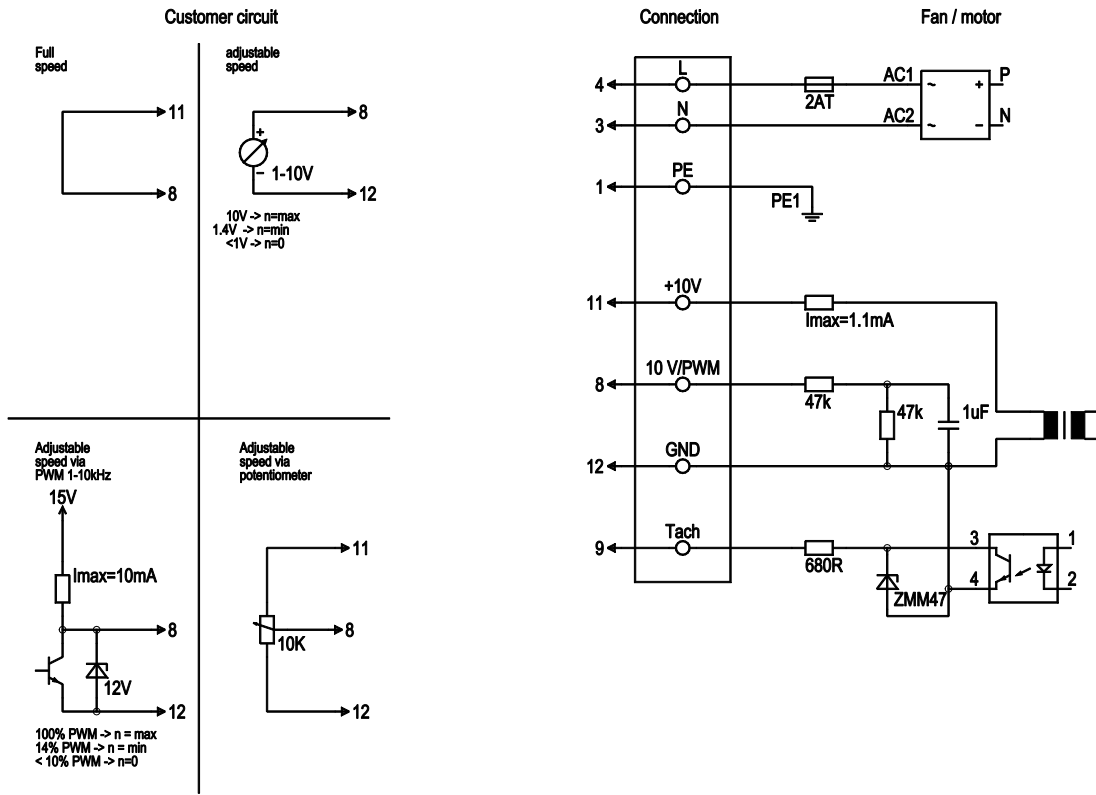 Customer circuit
Connection
Fan / motor
Full
speed
11
8
adjustable
speed
8
+
− 1-10V
12
10V -> n=max
1.4V -> n=min
<1V -> n=0
Adjustable
speed via
PWM 1-10kHz
15V
Imax=10mA
8
12V
12
100% PWM -> n = max
14% PWM -> n = min
< 10% PWM -> n=0
Adjustable
speed via
potentiometer
11
8
10K
12
4
L
2AT
AC1
~ + P
3
N
AC2
~ − N
1
PE
PE1
11
+10V
Imax=1.1mA
8
10 V/PWM
47k
47k
1uF
12
GND
9
Tach
680R
ZMM47
3
4
1
2